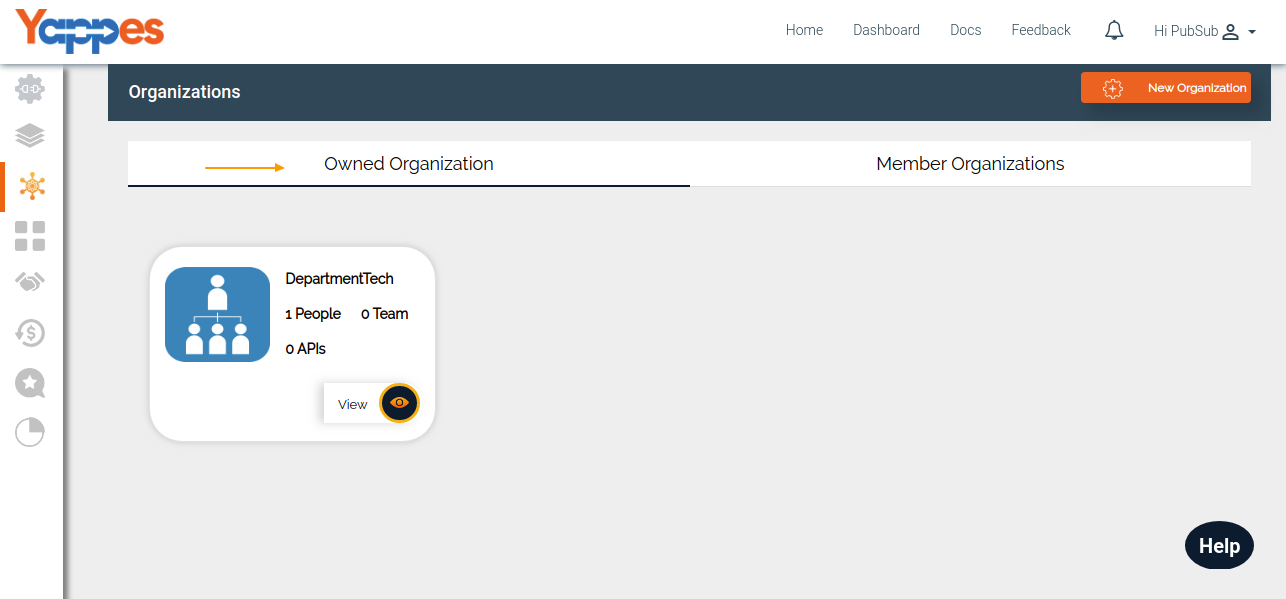 Yappes
Home Dashboard Docs Feedback Hi PubSub
Organizations
New Organization
Owned Organization
Member Organizations
DepartmentTech
1 People 0 Team
0 APIs
View
Help